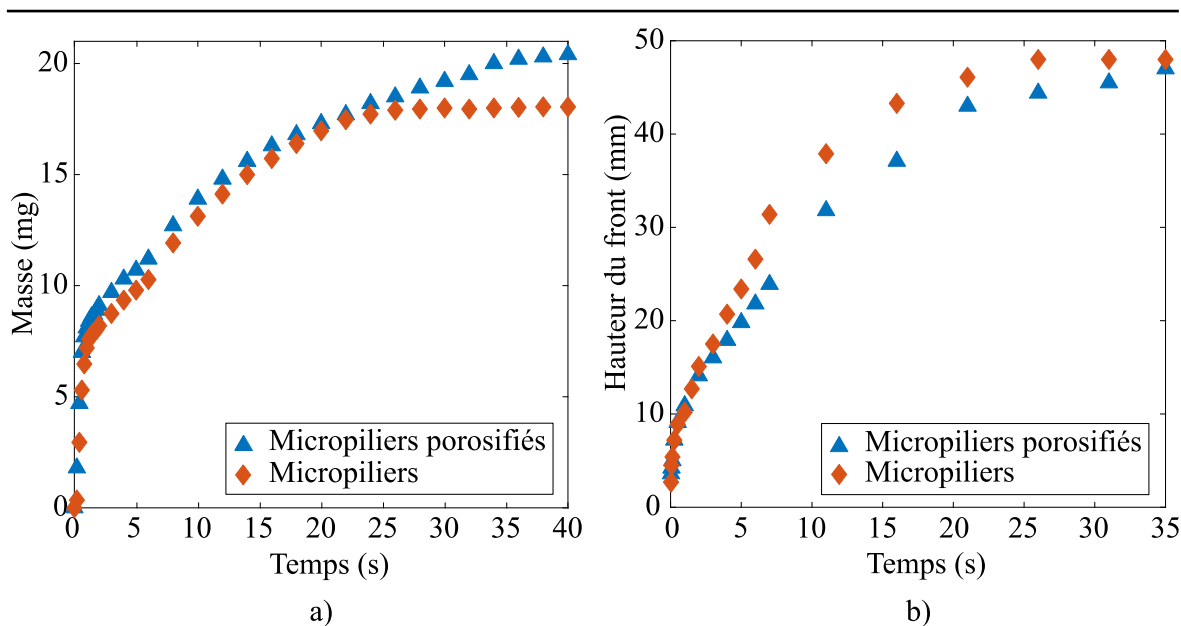 20
15
10
5
0
Masse (mg)
0 5 10 15 20 25 30 35 40
Temps (s)
Micropiliers porosifiés
Micropiliers
a)
50
40
30
20
10
0
Hauteur du front (mm)
0 5 10 15 20 25 30 35
Temps (s)
Micropiliers porosifiés
Micropiliers
b)